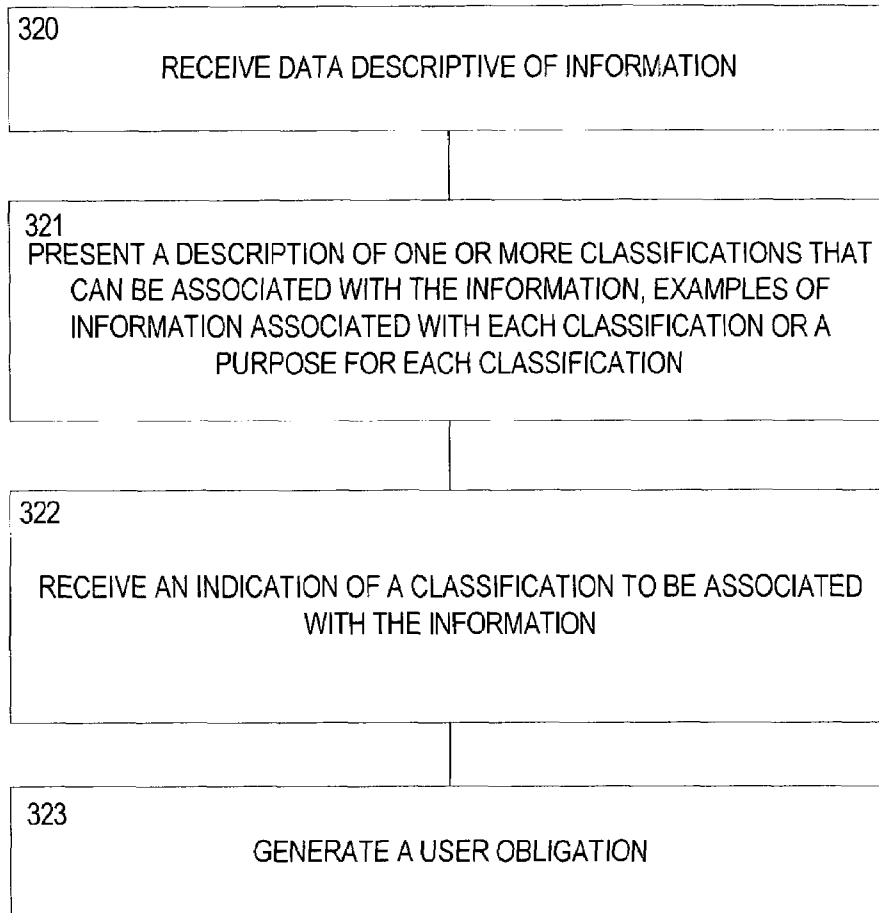 320
RECEIVE DATA DESCRIPTIVE OF INFORMATION
321
PRESENT A DESCRIPTION OF ONE OR MORE CLASSIFICATIONS THAT
CAN BE ASSOCIATED WITH THE INFORMATION, EXAMPLES OF
INFORMATION ASSOCIATED WITH EACH CLASSIFICATION OR A
PURPOSE FOR EACH CLASSIFICATION
322
RECEIVE AN INDICATION OF A CLASSIFICATION TO BE ASSOCIATED
WITH THE INFORMATION
323
GENERATE A USER OBLIGATION